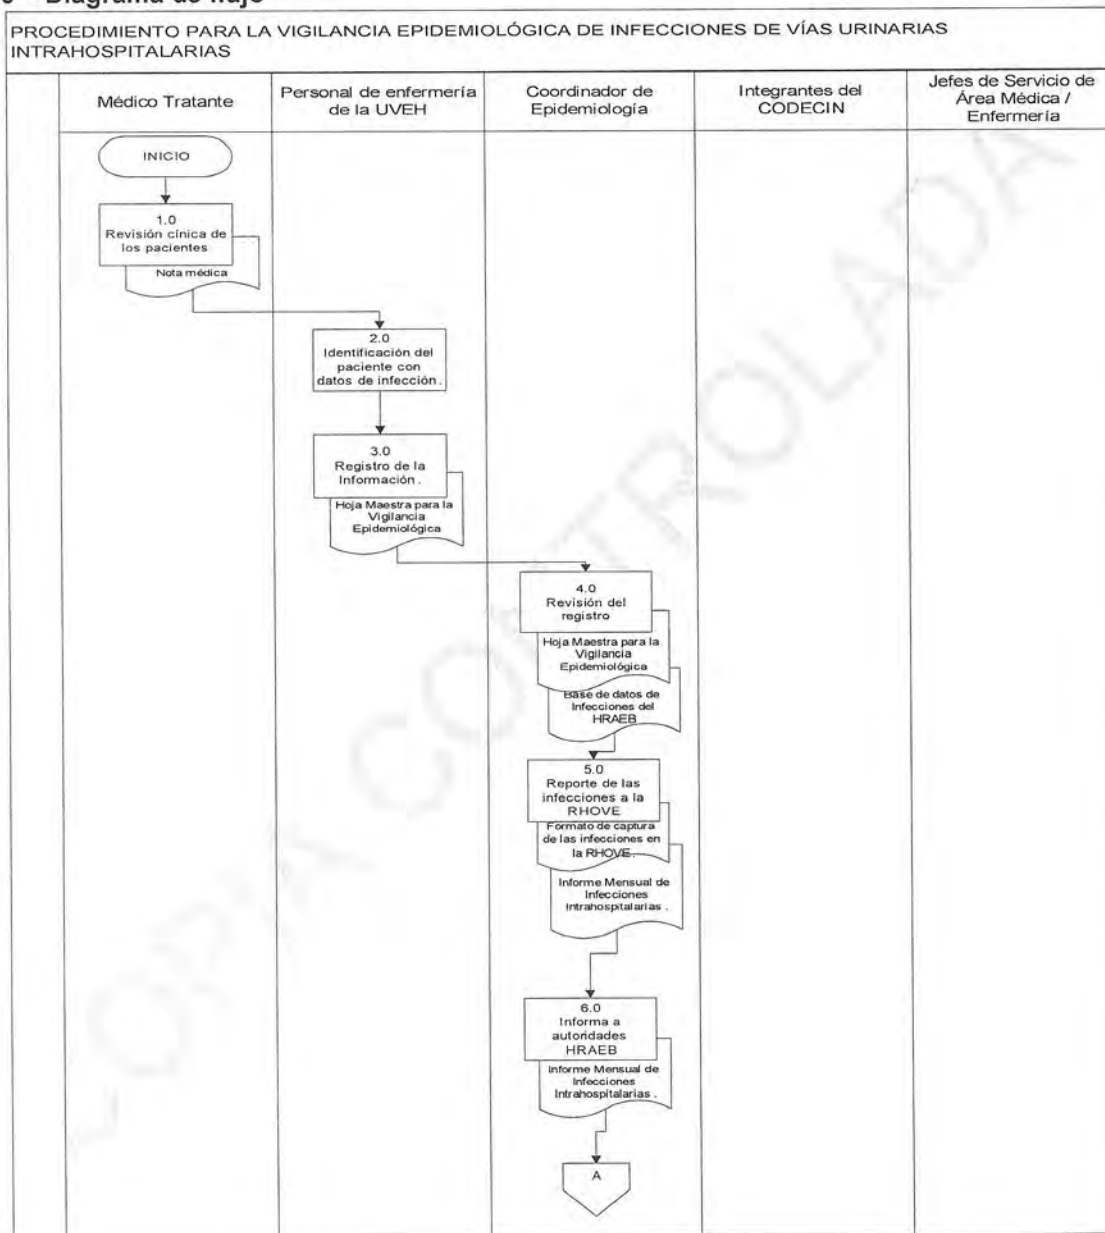 Diagrama de flujo
PROCEDIMIENTO PARA LA VIGILANCIA EPIDEMIOLÓGICA DE INFECCIONES DE VÍAS URINARIAS
INTRAHOSPITALARIAS
Médico Tratante
Personal de enfermería
de la UVEH
Coordinador de
Epidemiología
Integrantes del
CODECIN
Jefes de Servicio de
Área Médica /
Enfermería
INICIO
1.0
Revisión cínica de
los pacientes
Nota médica
2.0
Identificación del
paciente con
datos de infección.
3.0
Registro de la
Información.
Hoja Maestra para la
Vigilancia
Epidemiológica
4.0
Revisión del
registro
Hoja Maestra para la
Vigilancia
Epidemiológica
Base de datos de
Infecciones del
HRAEB
5.0
Reporte de las
infecciones a la
RHOVE
Formato de captura
de las infecciones en
la RHOVE.
Informe Mensual de
Infecciones
Intrahospitalarias.
6.0
Informa a
autoridades
HRAEB
Informe Mensual de
Infecciones
Intrahospitalarias.
A
COPIA CONTROLADA